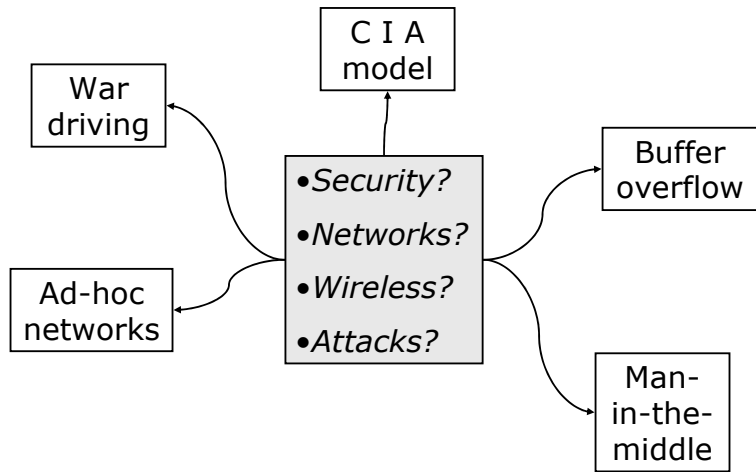 C I A
model
War
driving
Buffer
overflow
•Security?
•Networks?
•Wireless?
•Attacks?
Ad-hoc
networks
Man-
in-the-
middle